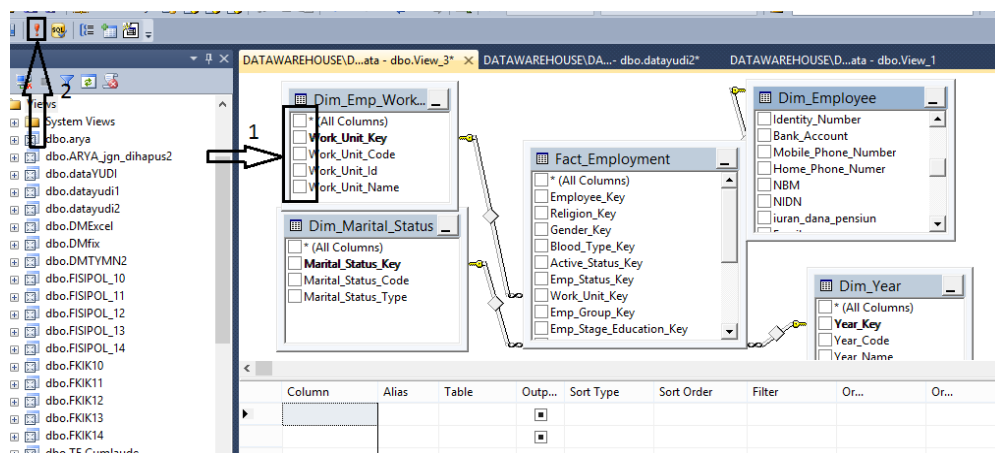 SQL
DATAWAREHOUSE\D...ata - dbo.View_3*
DATAWAREHOUSE\DA...- dbo.datayudi2*
DATAWAREHOUSE\D...ata - dbo.View_1
2
Views
System Views
dbo.arya
dbo.ARYA_jgn_dihapus2
dbo.dataYUDI
dbo.datayudi1
dbo.datayudi2
dbo.DMExcel
dbo.DMfix
dbo.DMTYMN2
dbo.FISIPOL_10
dbo.FISIPOL_11
dbo.FISIPOL_12
dbo.FISIPOL_13
dbo.FISIPOL_14
dbo.FKIK10
dbo.FKIK11
dbo.FKIK12
dbo.FKIK13
dbo.FKIK14
dbo.TE Cumlaude
1
Dim_Emp_Work...
* (All Columns)
Work_Unit_Key
Work_Unit_Code
Work_Unit_Id
Work_Unit_Name
Dim_Marital_Status
* (All Columns)
Marital_Status_Key
Marital_Status_Code
Marital_Status_Type
Fact_Employment
* (All Columns)
Employee_Key
Religion_Key
Gender_Key
Blood_Type_Key
Active_Status_Key
Emp_Status_Key
Work_Unit_Key
Emp_Group_Key
Emp_Stage_Education_Key
Dim_Employee
Identity_Number
Bank_Account
Mobile_Phone_Number
Home_Phone_Numer
NBM
NIDN
iuran_dana_pensiun
Dim_Year
* (All Columns)
Year_Key
Year_Code
Year_Name
Column Alias Table Outp... Sort Type Sort Order Filter Or... Or...